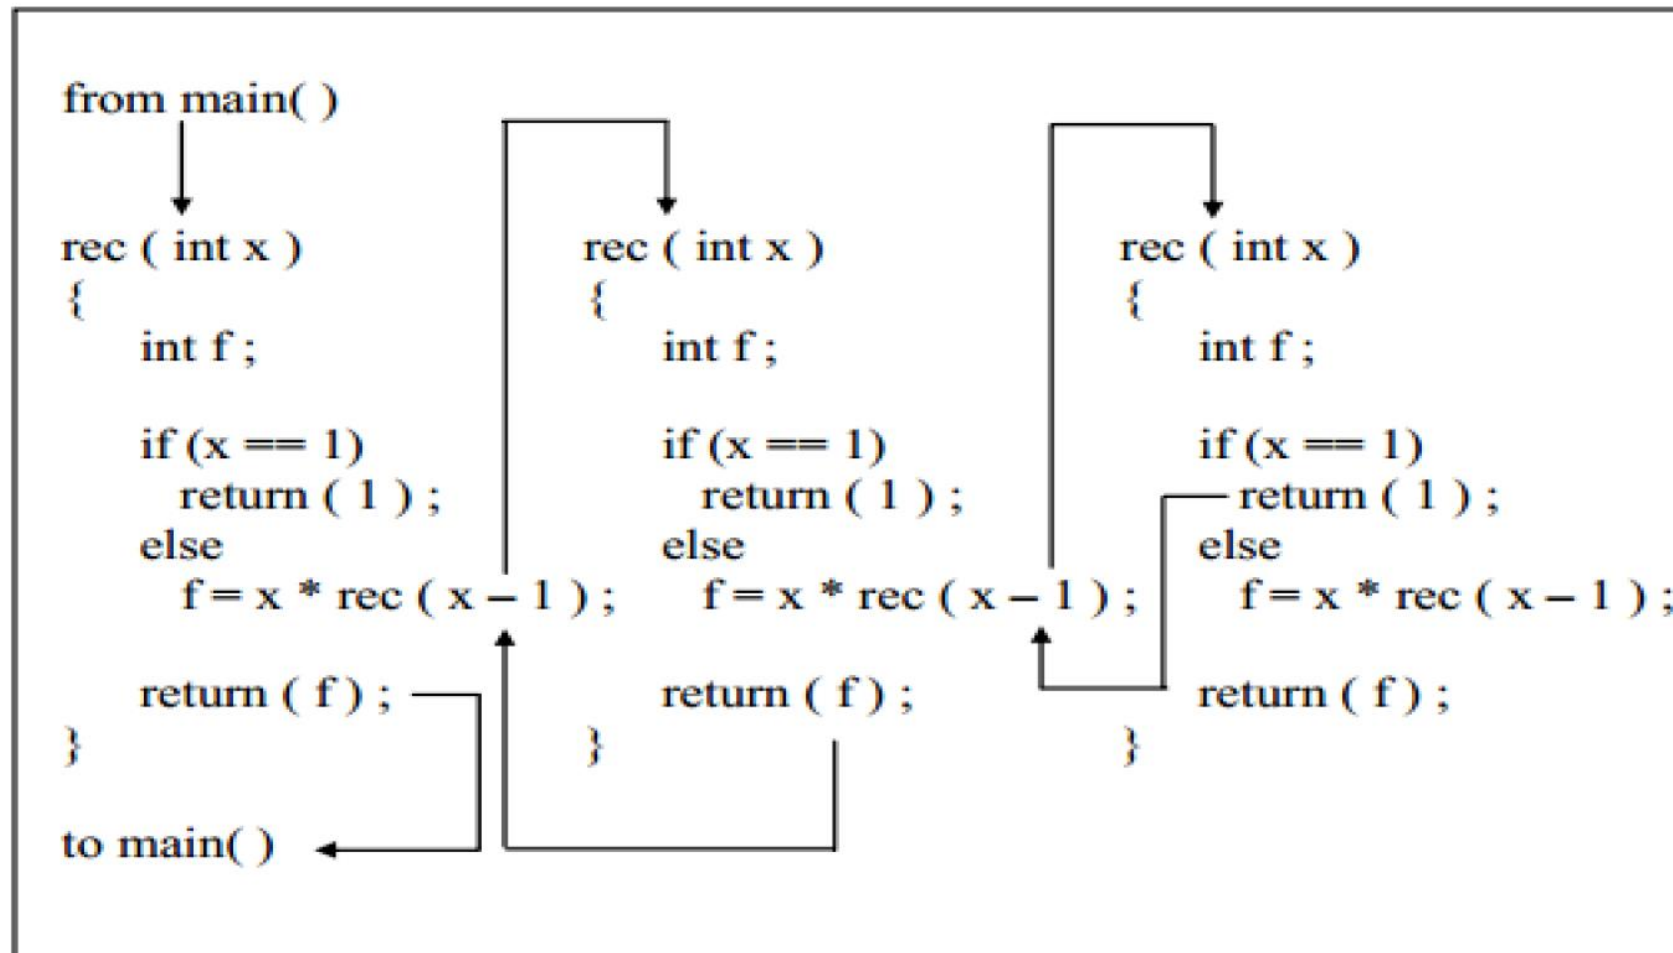 from main( )
rec ( int x )
{
int f ;
if (x == 1)
return ( 1 ) ;
else
f = x * rec ( x – 1 ) ;
return ( f ) ;
}
to main( )
rec ( int x )
{
int f ;
if (x == 1)
return ( 1 ) ;
else
f = x * rec ( x – 1 ) ;
return ( f ) ;
}
rec ( int x )
{
int f ;
if (x == 1)
return ( 1 ) ;
else
f = x * rec ( x – 1 ) ;
return ( f ) ;
}